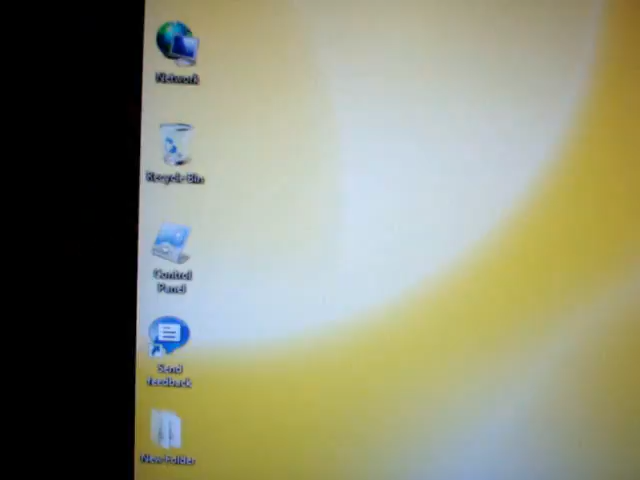 Network
Recycle Bin
Control
Panel
Send
feedback
New Folder